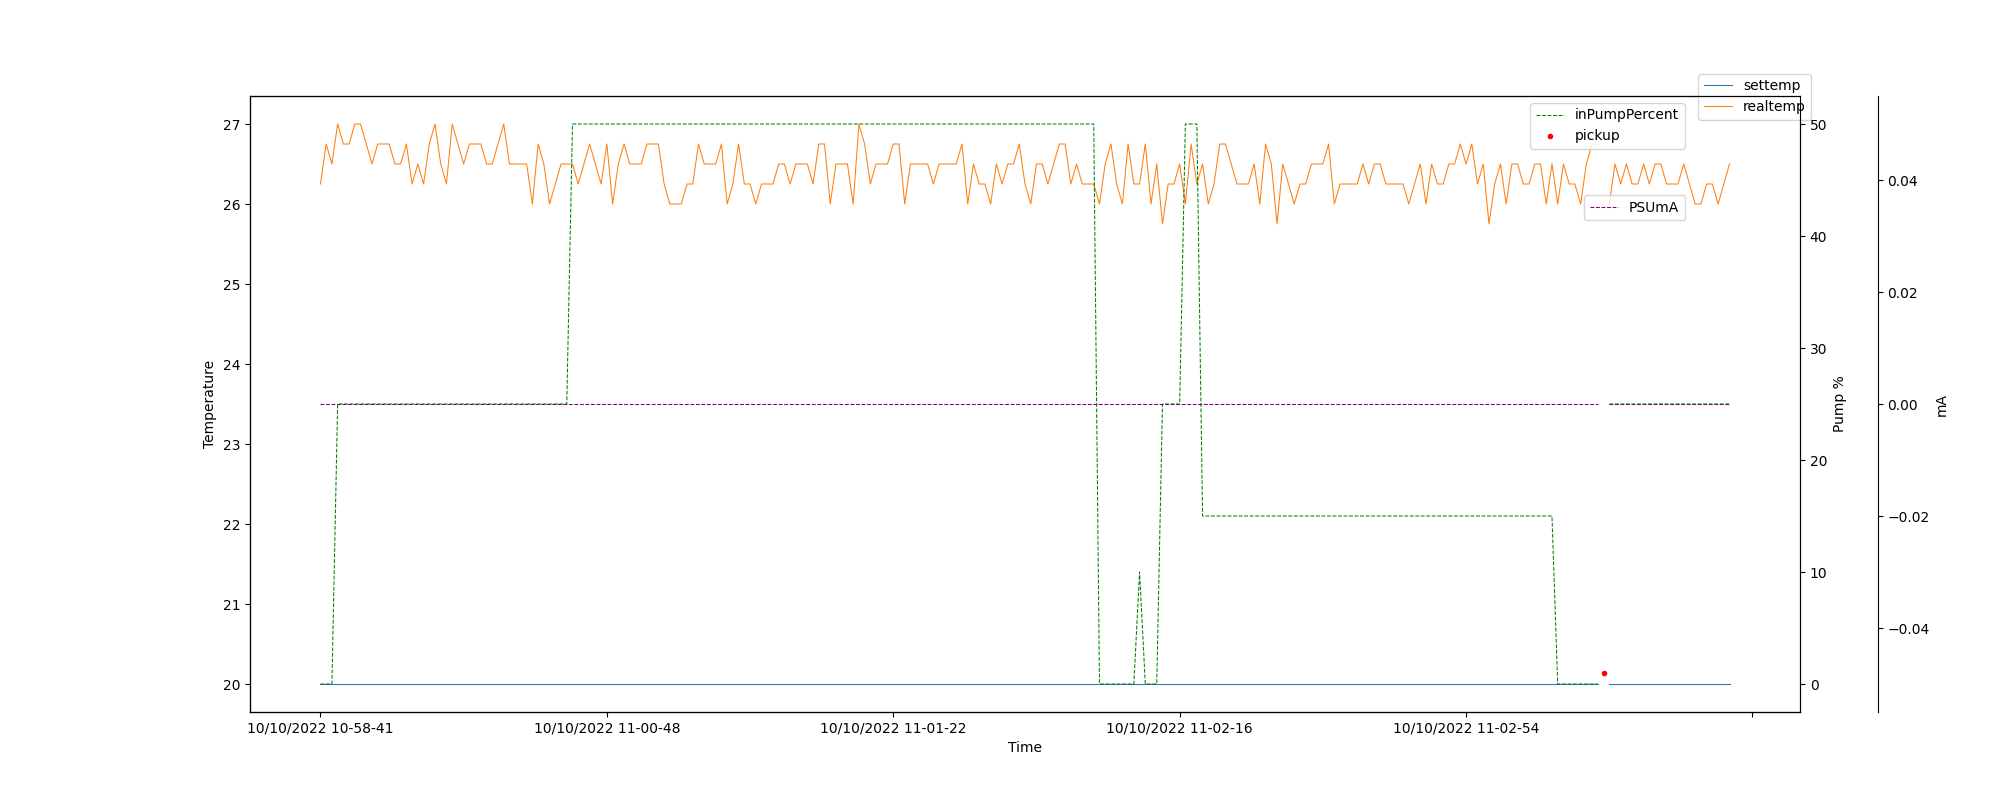 settemp
realtemp
inPumpPercent
pickup
PSUmA
27
26
25
24
23
22
21
20
Temperature
50
40
30
20
10
0
Pump %
0.04
0.02
0.00
−0.02
−0.04
mA
10/10/2022 10-58-41
10/10/2022 11-00-48
10/10/2022 11-01-22
10/10/2022 11-02-16
10/10/2022 11-02-54
Time